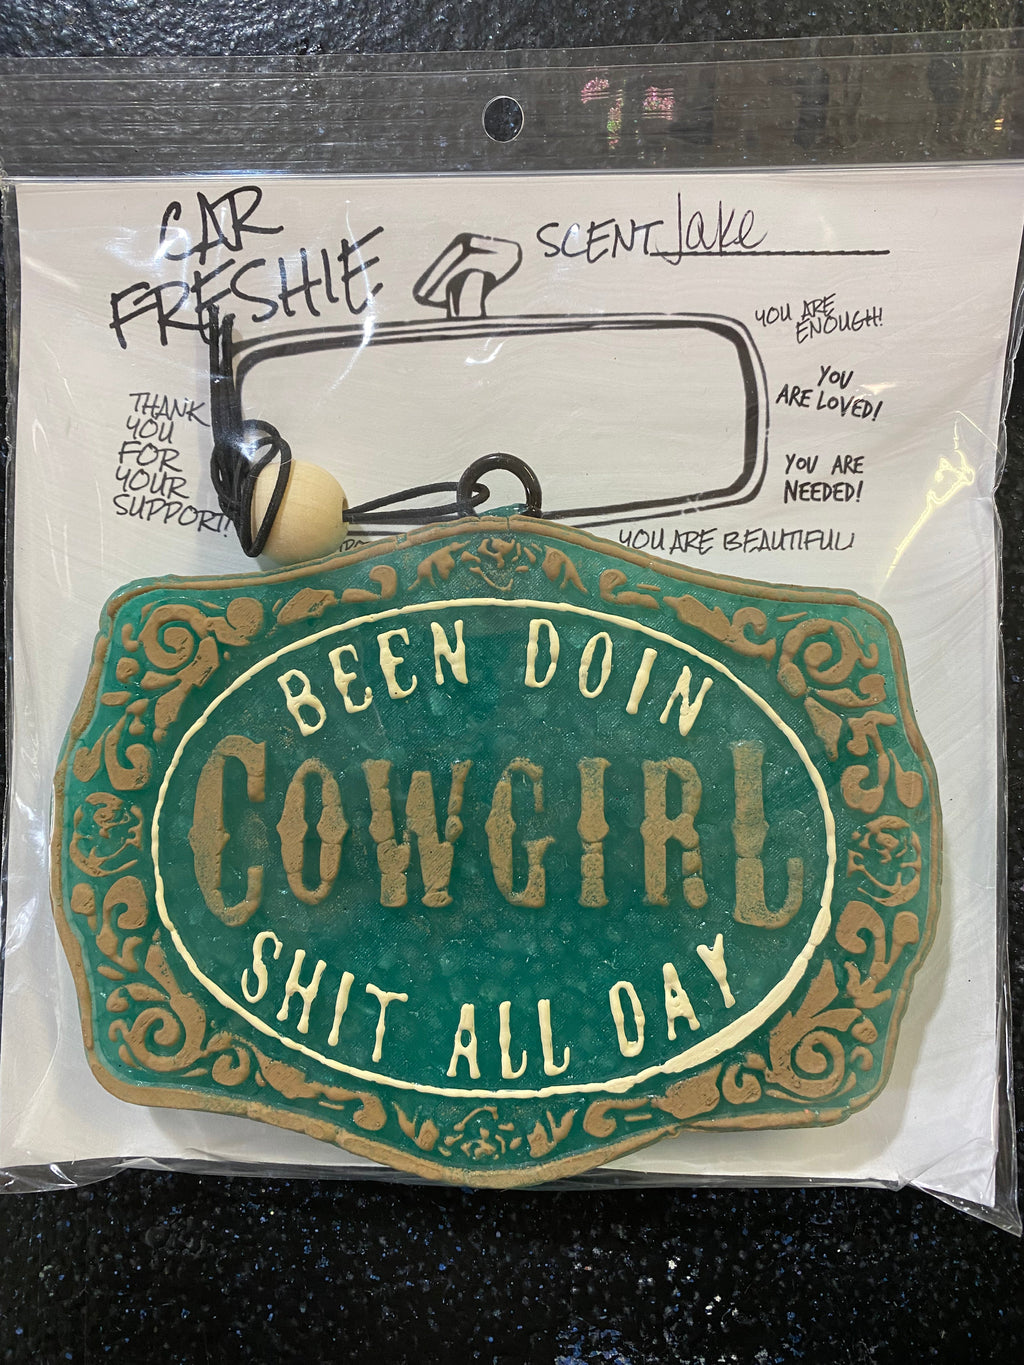 CAR
FRESHIE
SCENT Jake
YOU ARE
ENOUGH!
YOU
ARE LOVED!
YOU ARE
NEEDED!
YOU ARE BEAUTIFUL!
THANK
YOU
FOR
YOUR
SUPPORT!
BEEN DOIN
COWGIRL
SHIT ALL DAY